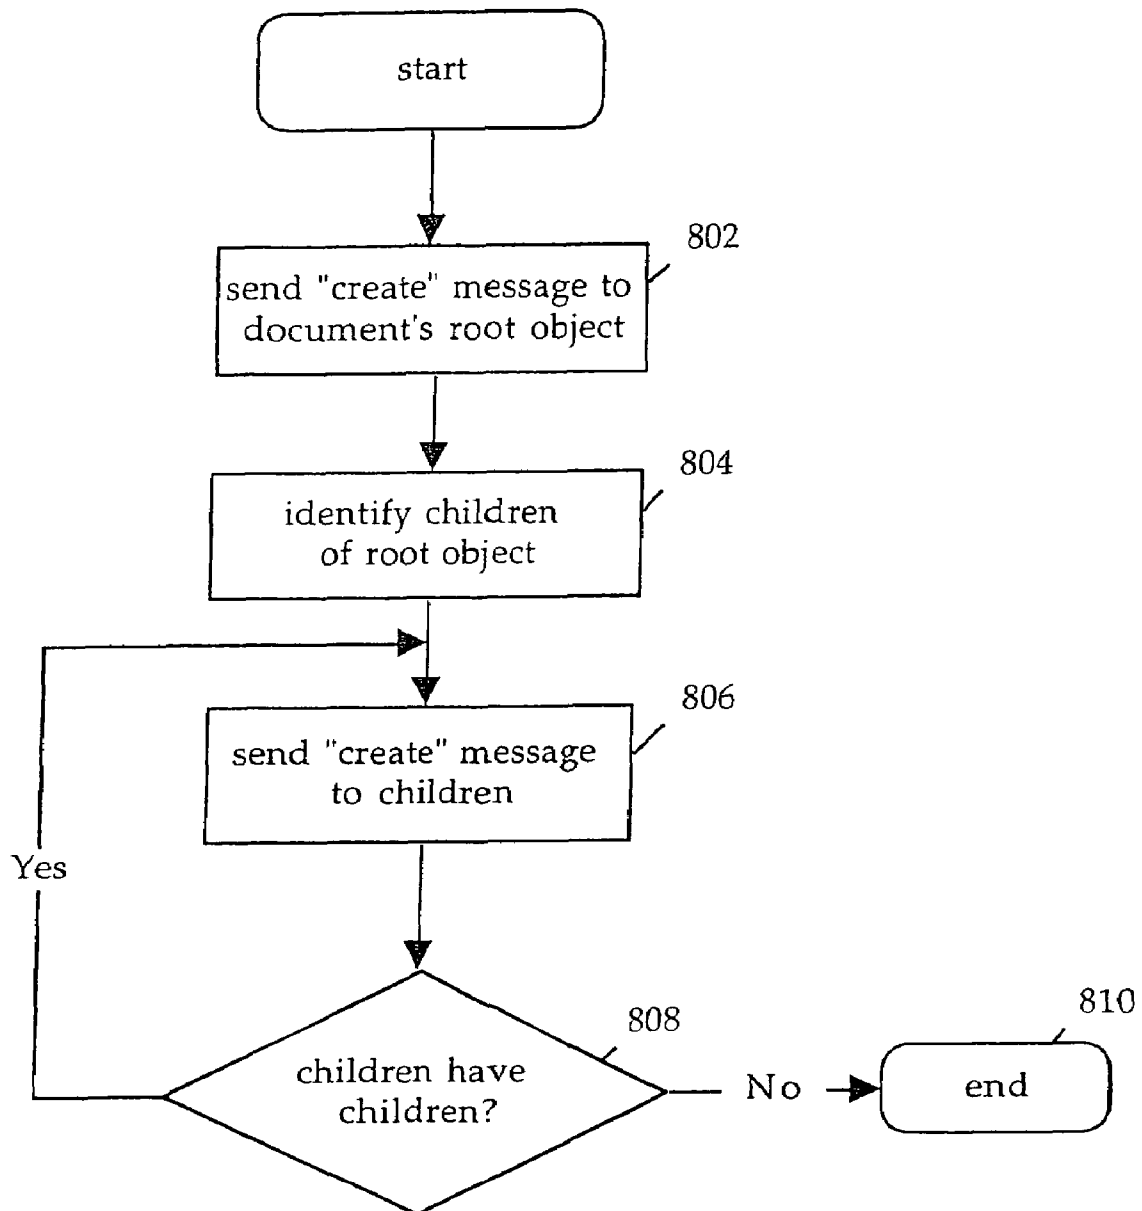 start
802
send "create" message to
document's root object
804
identify children
of root object
806
send "create" message
to children
Yes
808
children have
children?
No
810
end